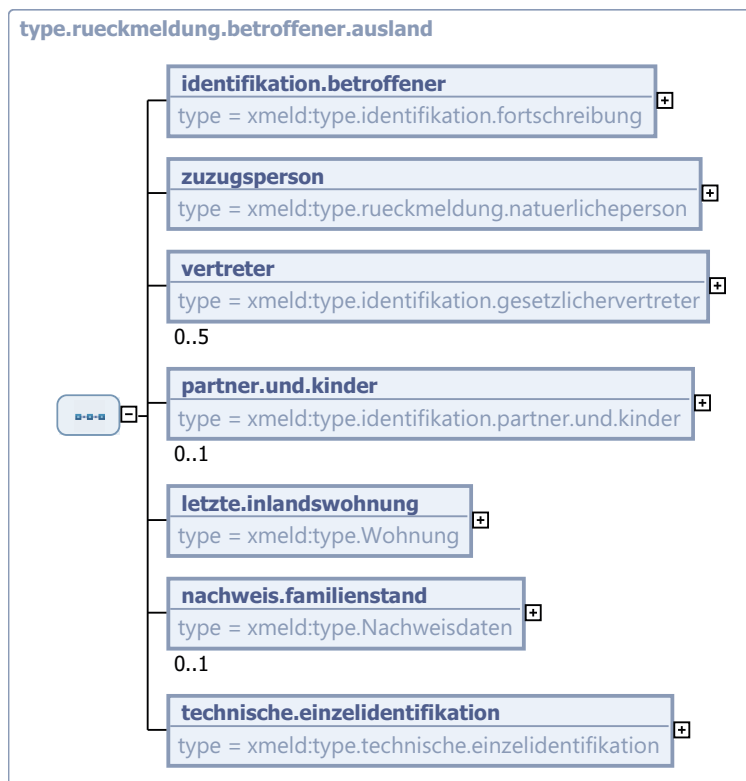 type.rueckmeldung.betroffener.ausland
identifikation.betroffener
type = xmeld:type.identifikation.fortschreibung
zuzugsperson
type = xmeld:type.rueckmeldung.natuerlicheperson
vertreter
type = xmeld:type.identifikation.gesetzlichervertreter
0..5
partner.und.kinder
type = xmeld:type.identifikation.partner.und.kinder
0..1
letzte.inlandswohnung
type = xmeld:type.Wohnung
nachweis.familienstand
type = xmeld:type.Nachweisdaten
0..1
technische.einzelidentifikation
type = xmeld:type.technische.einzelidentifikation